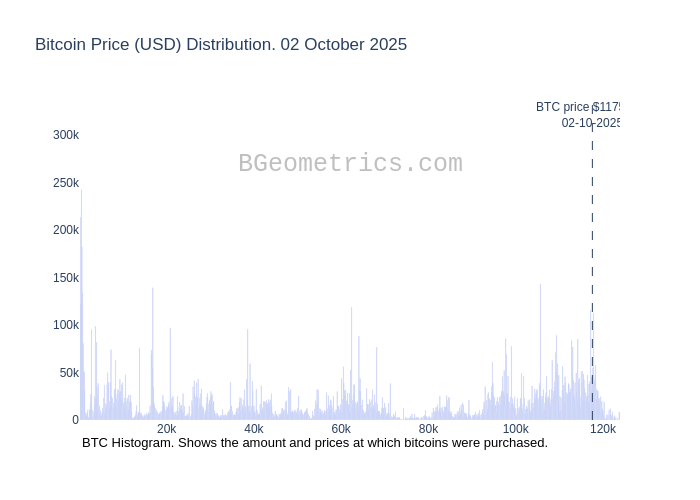 Bitcoin Price (USD) Distribution. 02 October 2025
BTC price $1175
02-10-2025
300k
BGeometrics.com
250k
200k
150k
100k
50k
0
20k 40k 60k 80k 100k 120k
BTC Histogram. Shows the amount and prices at which bitcoins were purchased.